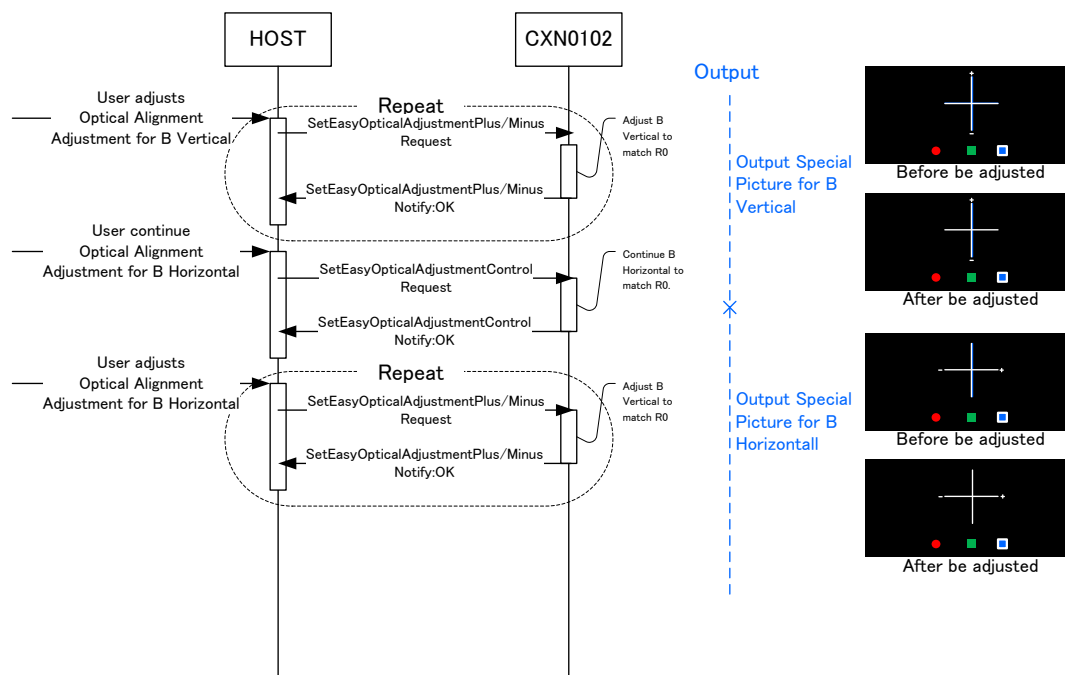 HOST
CXN0102
Output
User adjusts
Optical Alignment
Adjustment for B Vertical
Repeat
SetEasyOpticalAdjustmentPlus/Minus
Request
Adjust B
Vertical to
match R0
SetEasyOpticalAdjustmentPlus/Minus
Notify:OK
Output Special
Picture for B
Vertical
+
-
Before be adjusted
+
-
After be adjusted
User continue
Optical Alignment
Adjustment for B Horizontal
SetEasyOpticalAdjustmentControl
Request
Continue B
Horizontal to
match R0.
SetEasyOpticalAdjustmentControl
Notify:OK
User adjusts
Optical Alignment
Adjustment for B Horizontal
Repeat
SetEasyOpticalAdjustmentPlus/Minus
Request
Adjust B
Vertical to
match R0
SetEasyOpticalAdjustmentPlus/Minus
Notify:OK
Output Special
Picture for B
Horizontall
- +
Before be adjusted
- +
After be adjusted